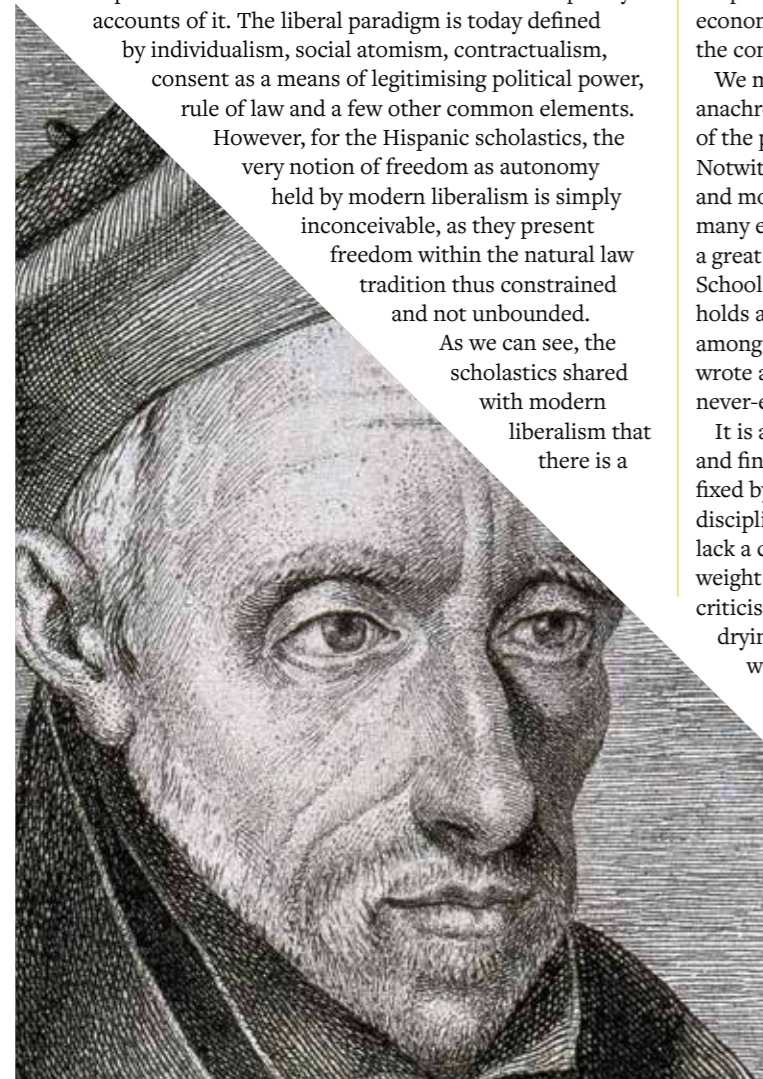 accounts of it. The liberal paradigm is today defined
by individualism, social atomism, contractualism,
consent as a means of legitimising political power,
rule of law and a few other common elements.
However, for the Hispanic scholastics, the
very notion of freedom as autonomy
held by modern liberalism is simply
inconceivable, as they present
freedom within the natural law
tradition thus constrained
and not unbounded.
As we can see, the
scholastics shared
with modern
liberalism that
there is a
econom
the con
We m
anachr
of the p
Notwit
and mo
many e
a great
School
holds a
among
wrote a
never-e
It is a
and fin
fixed by
discipli
lack a c
weight
criticis
dryin
w